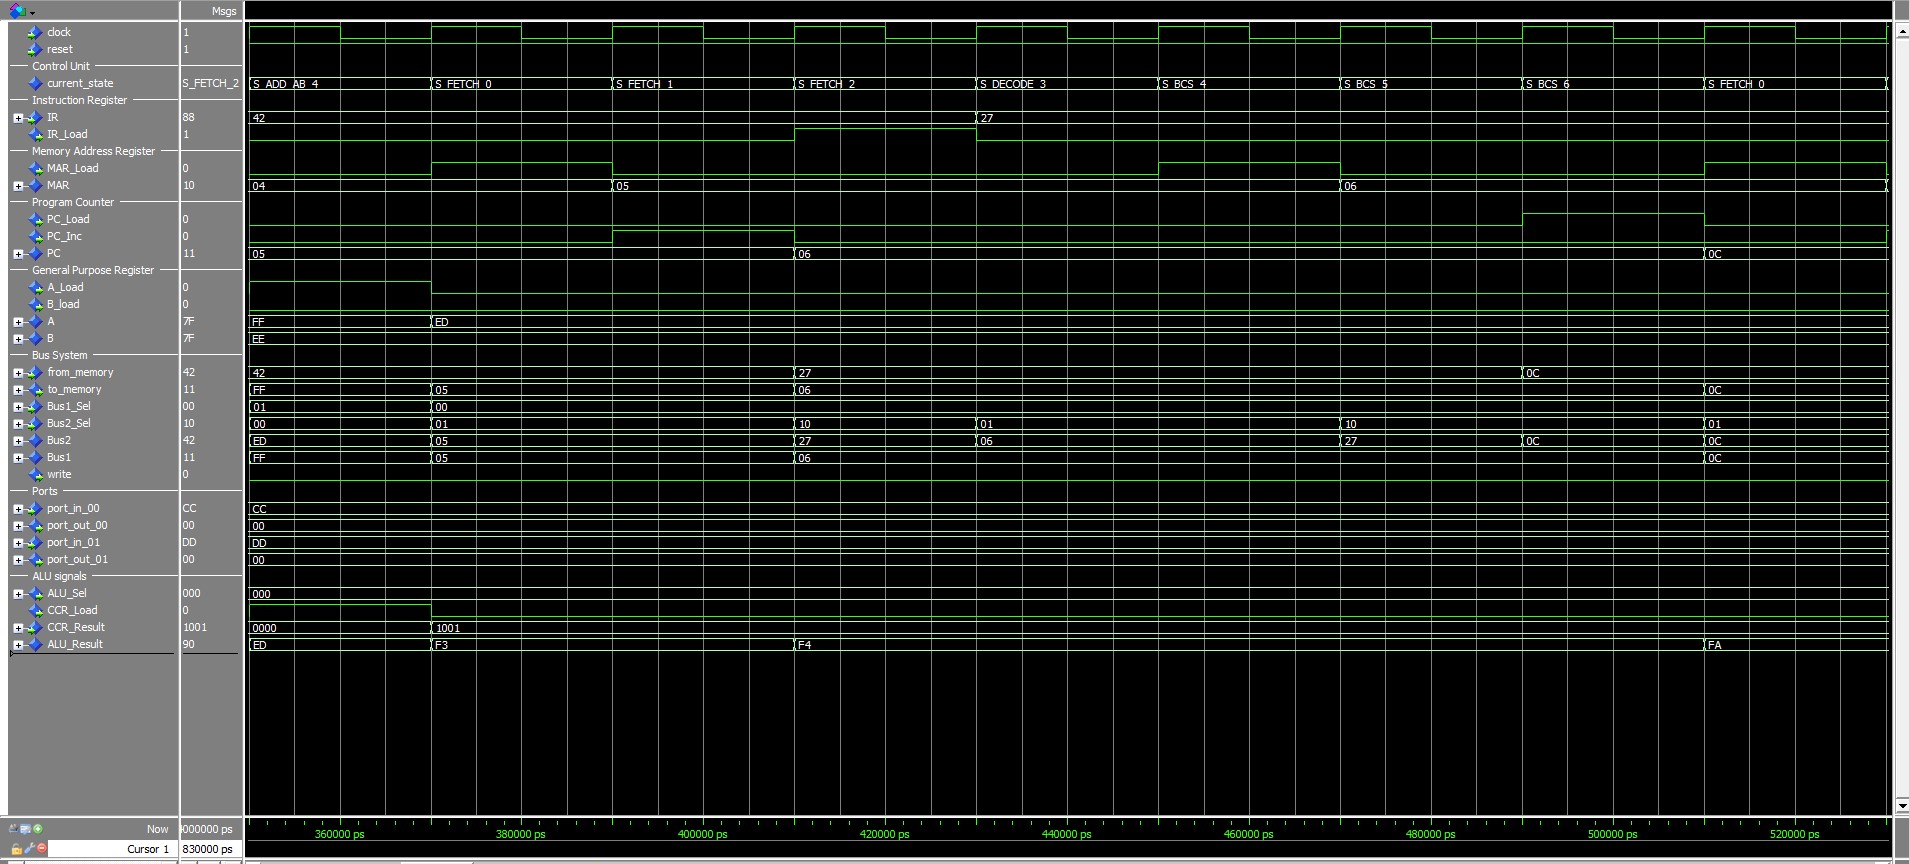 Msgs
clock 1
reset 1
Control Unit
current_state S_FETCH_2 S_ADD_AB_4 S_FETCH_0 S_FETCH_1 S_FETCH_2 S_DECODE_3 S_BCS_4 S_BCS_5 S_BCS_6 S_FETCH_0
Instruction Register
IR 88 42 27
IR_Load 1
Memory Address Register
MAR_Load 0
MAR 10 04 05 06
Program Counter
PC_Load 0
PC_Inc 0
PC 11 05 06 0C
General Purpose Register
A_Load 0
B_load 0
A 7F FF ED
B 7F EE
Bus System
from_memory 42 42 27 0C
to_memory 11 FF 05 06 0C
Bus1_Sel 00 01 00
Bus2_Sel 10 00 01 10 01 10 01
Bus2 42 ED 05 27 06 27 0C 0C
Bus1 11 FF 05 06 0C
write 0
Ports
port_in_00 CC CC
port_out_00 00 00
port_in_01 DD DD
port_out_01 00 00
ALU signals
ALU_Sel 000 000
CCR_Load 0
CCR_Result 1001 0000 1001
ALU_Result 90 ED F3 F4 FA
Now 000000 ps 360000 ps 380000 ps 400000 ps 420000 ps 440000 ps 460000 ps 480000 ps 500000 ps 520000 ps
Cursor 1 830000 ps